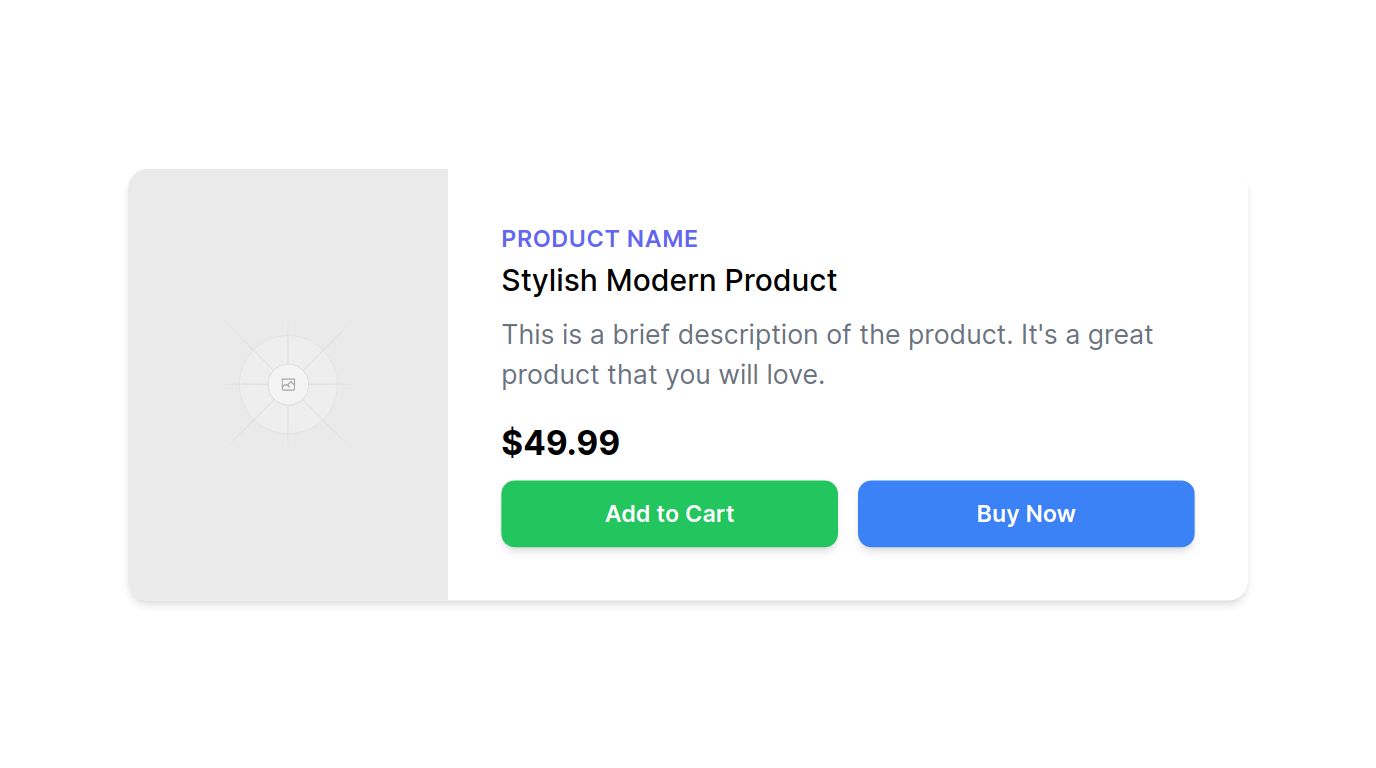 PRODUCT NAME
Stylish Modern Product
This is a brief description of the product. It's a great
product that you will love.
$49.99
Add to Cart
Buy Now